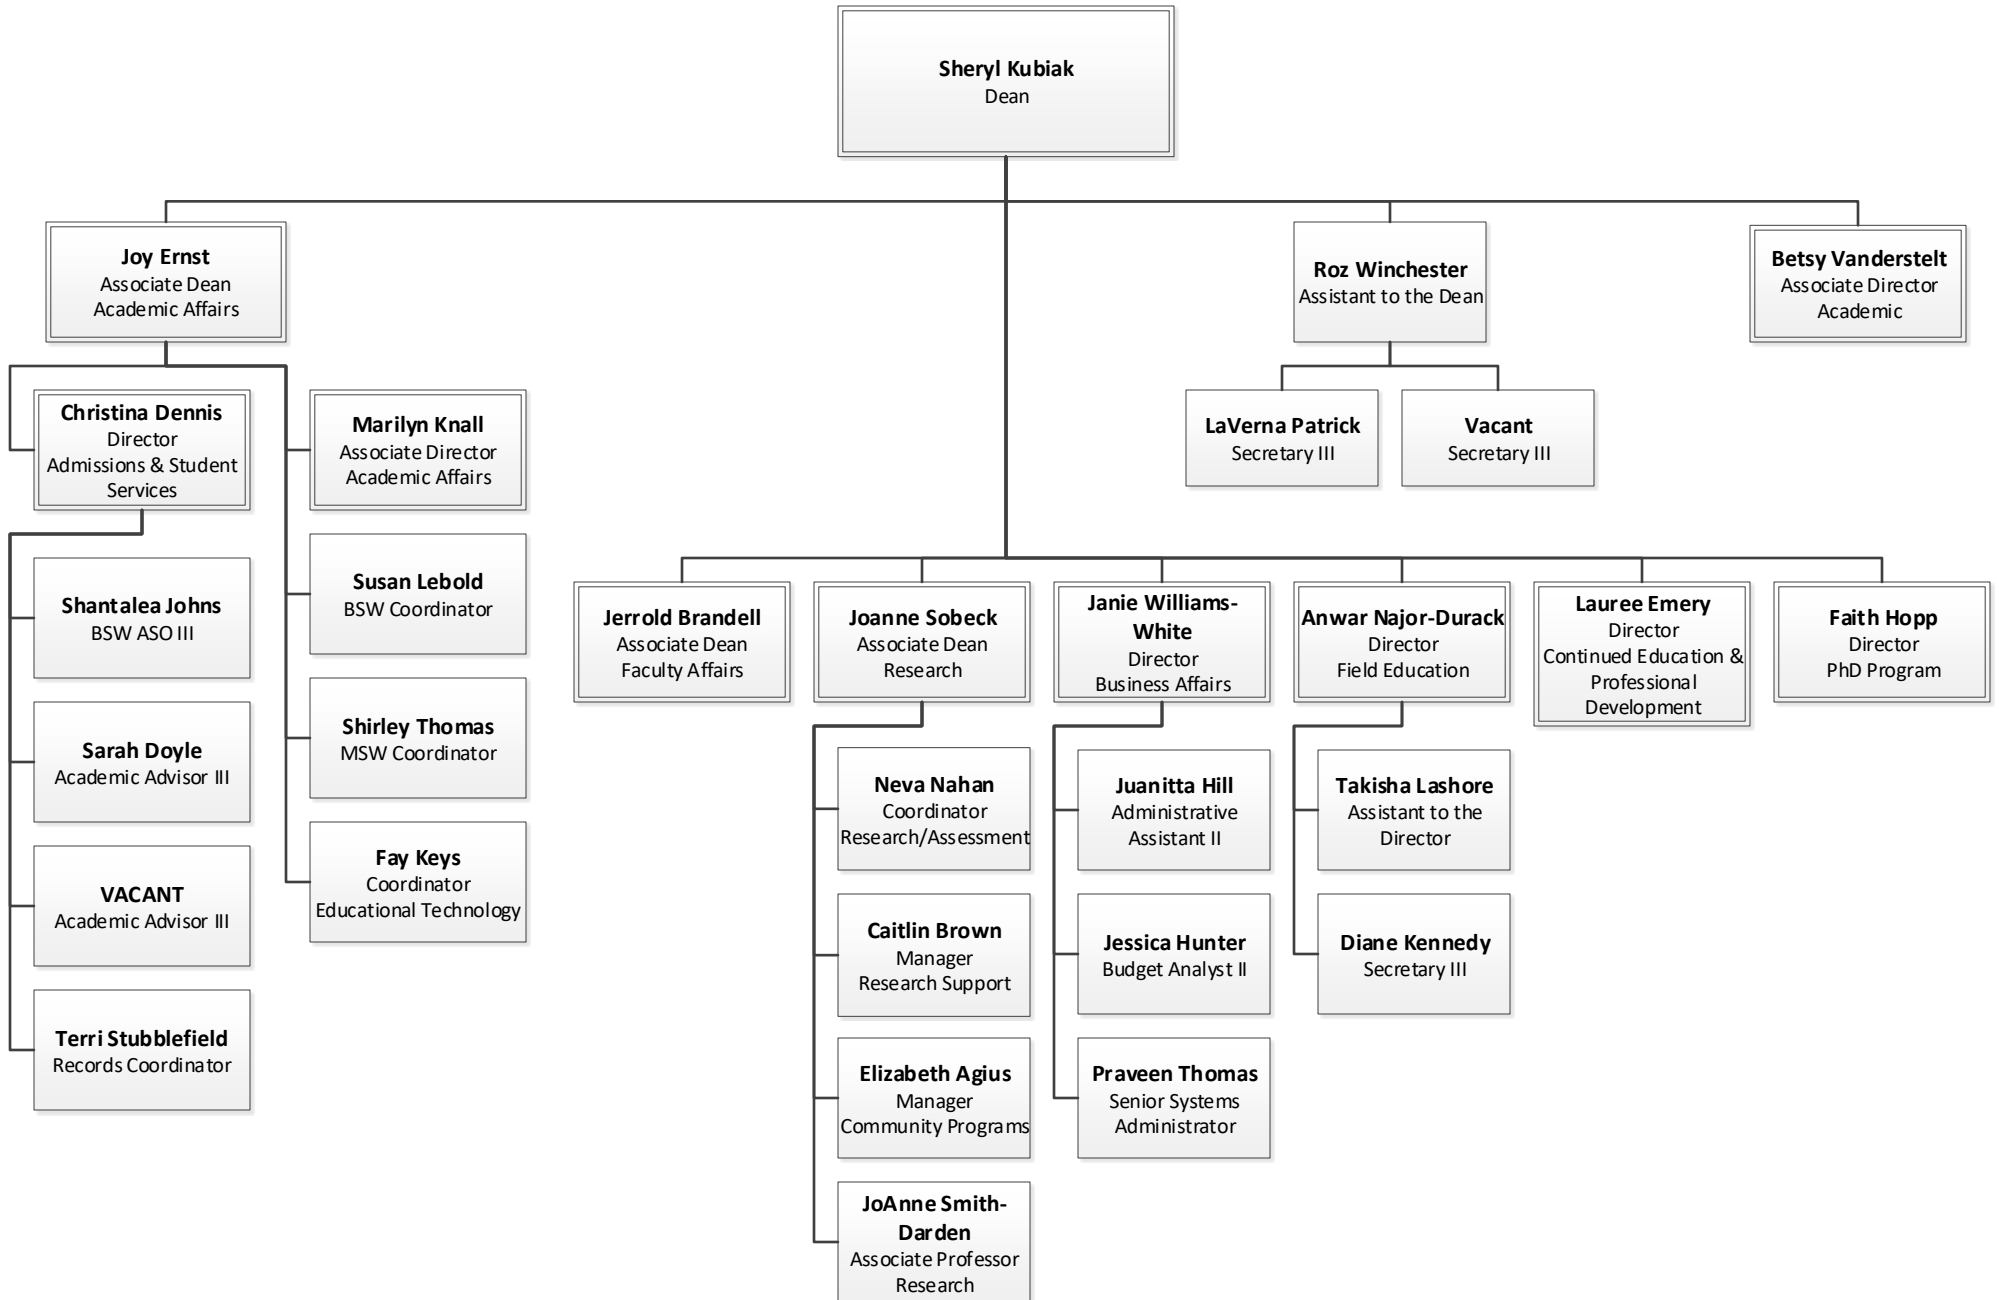 Sheryl Kubiak
Dean
Joy Ernst
Associate Dean
Academic Affairs
Roz Winchester
Assistant to the Dean
Betsy Vanderstelt
Associate Director
Academic
Christina Dennis
Director
Admissions & Student
Services
Marilyn Knall
Associate Director
Academic Affairs
LaVerna Patrick
Secretary III
Vacant
Secretary III
Shantalea Johns
BSW ASO III
Susan Lebold
BSW Coordinator
Sarah Doyle
Academic Advisor III
Shirley Thomas
MSW Coordinator
VACANT
Academic Advisor III
Fay Keys
Coordinator
Educational Technology
Terri Stubblefield
Records Coordinator
Jerrold Brandell
Associate Dean
Faculty Affairs
Joanne Sobeck
Associate Dean
Research
Janie Williams-
White
Director
Business Affairs
Anwar Najor-Durack
Director
Field Education
Lauree Emery
Director
Continued Education &
Professional
Development
Faith Hopp
Director
PhD Program
Neva Nahan
Coordinator
Research/Assessment
Juanitta Hill
Administrative
Assistant II
Takisha Lashore
Assistant to the
Director
Caitlin Brown
Manager
Research Support
Jessica Hunter
Budget Analyst II
Diane Kennedy
Secretary III
Elizabeth Agius
Manager
Community Programs
Praveen Thomas
Senior Systems
Administrator
JoAnne Smith-
Darden
Associate Professor
Research